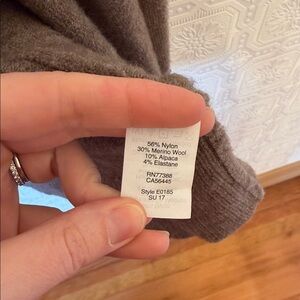 56% Nylon
30% Merino Wool
10% Alpaca
4% Elastane
RN77388
CA56445
Style E0185
SU 17